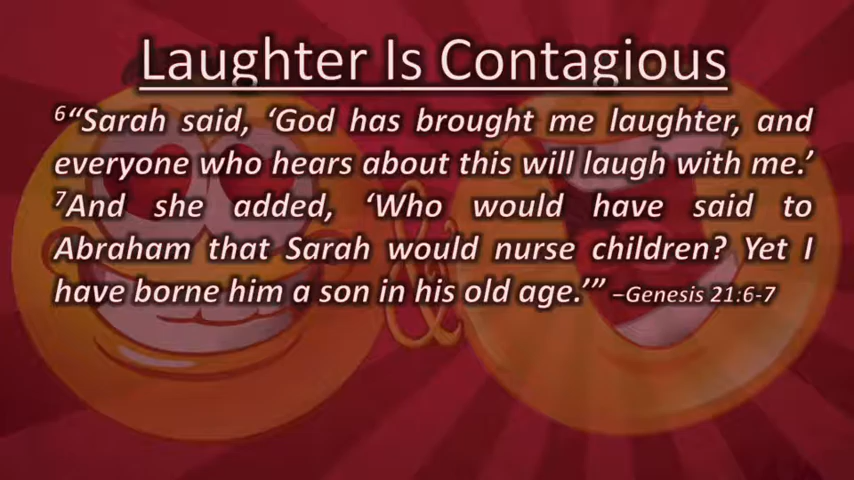 Laughter Is Contagious
⁶“Sarah said, ‘God has brought me laughter, and
everyone who hears about this will laugh with me.’
⁷And she added, ‘Who would have said to
Abraham that Sarah would nurse children? Yet I
have borne him a son in his old age.’” –Genesis 21:6-7
&